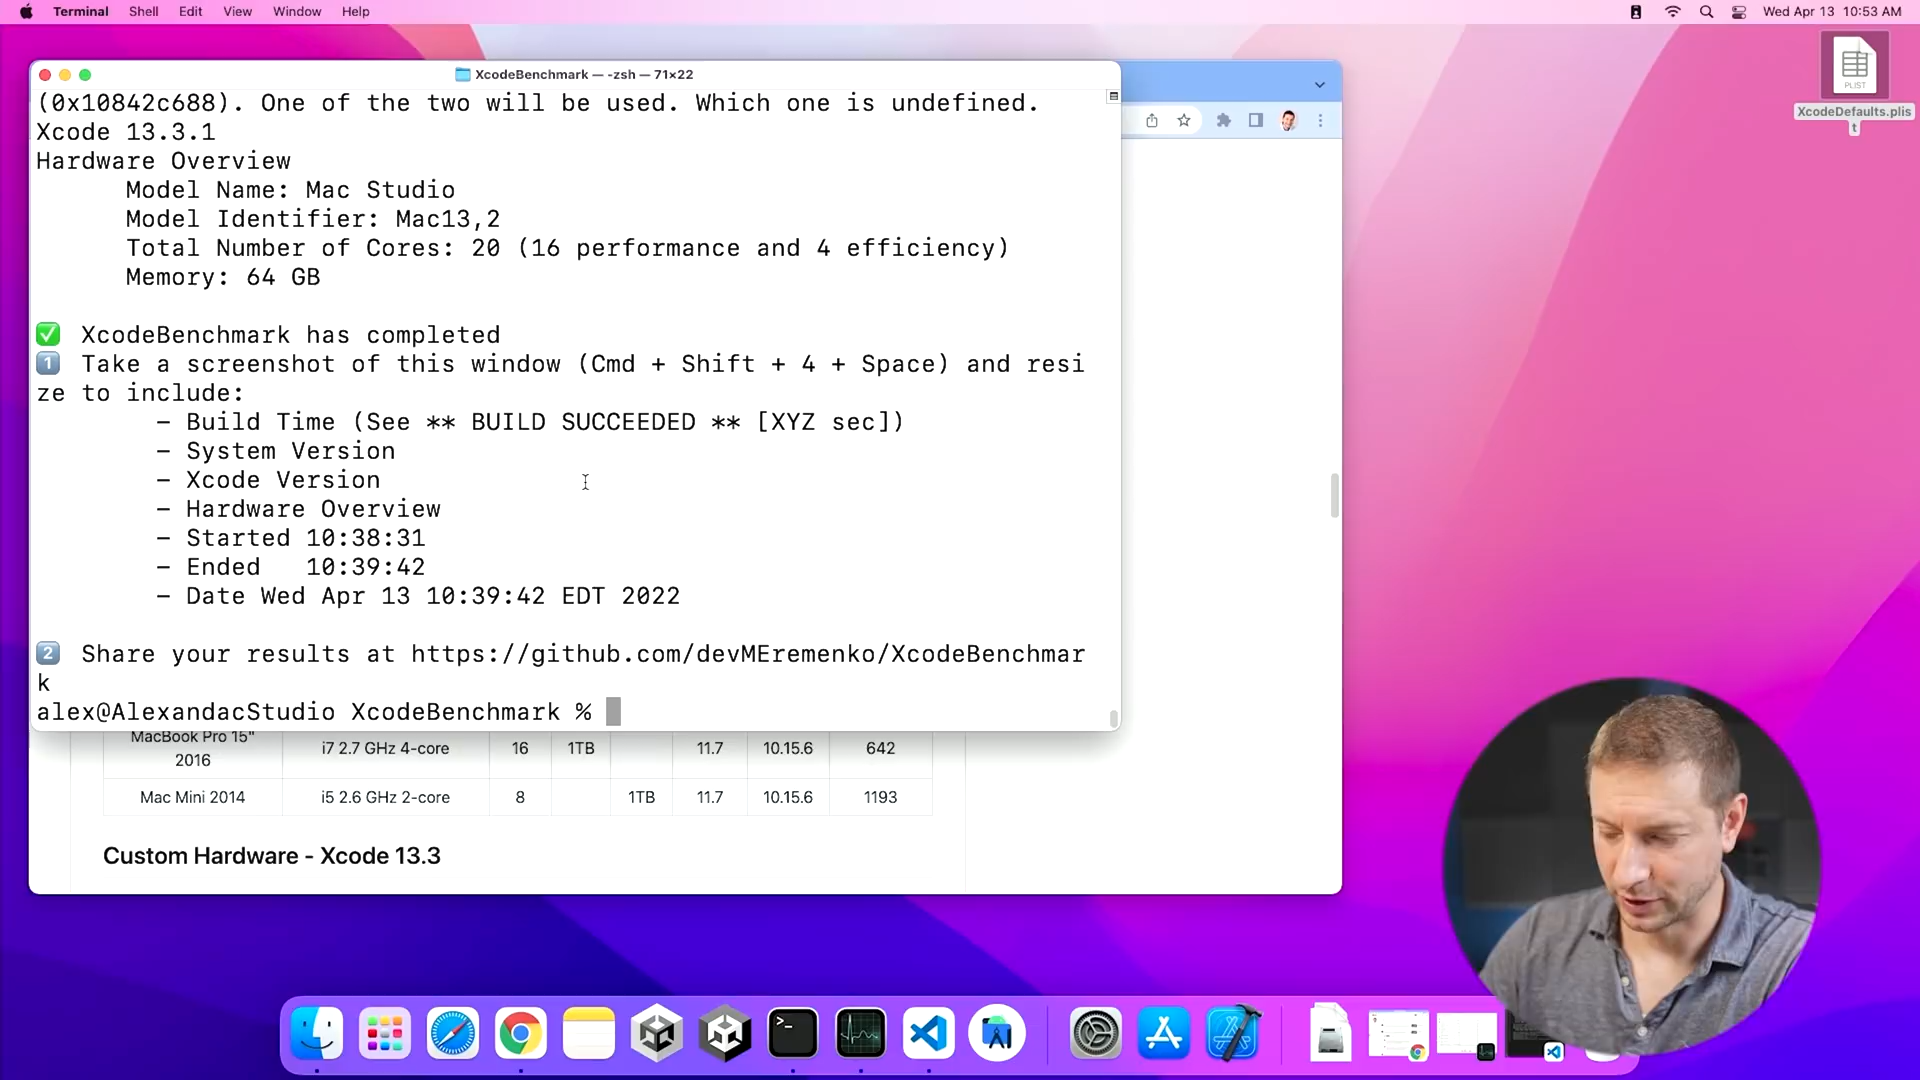 Terminal Shell Edit View Window Help
Wed Apr 13 10:53 AM
PLIST
XcodeDefaults.plis
t
XcodeBenchmark — -zsh — 71×22
(0x10842c688). One of the two will be used. Which one is undefined.
Xcode 13.3.1
Hardware Overview
Model Name: Mac Studio
Model Identifier: Mac13,2
Total Number of Cores: 20 (16 performance and 4 efficiency)
Memory: 64 GB
✅ XcodeBenchmark has completed
1️⃣ Take a screenshot of this window (Cmd + Shift + 4 + Space) and resi
ze to include:
- Build Time (See ** BUILD SUCCEEDED ** [XYZ sec])
- System Version
- Xcode Version
- Hardware Overview
- Started 10:38:31
- Ended 10:39:42
- Date Wed Apr 13 10:39:42 EDT 2022
2️⃣ Share your results at https://github.com/devMEremenko/XcodeBenchmar
k
alex@AlexandacStudio XcodeBenchmark %
MacBook Pro 15" 2016 i7 2.7 GHz 4-core 16 1TB 11.7 10.15.6 642
Mac Mini 2014 i5 2.6 GHz 2-core 8 1TB 11.7 10.15.6 1193
Custom Hardware - Xcode 13.3